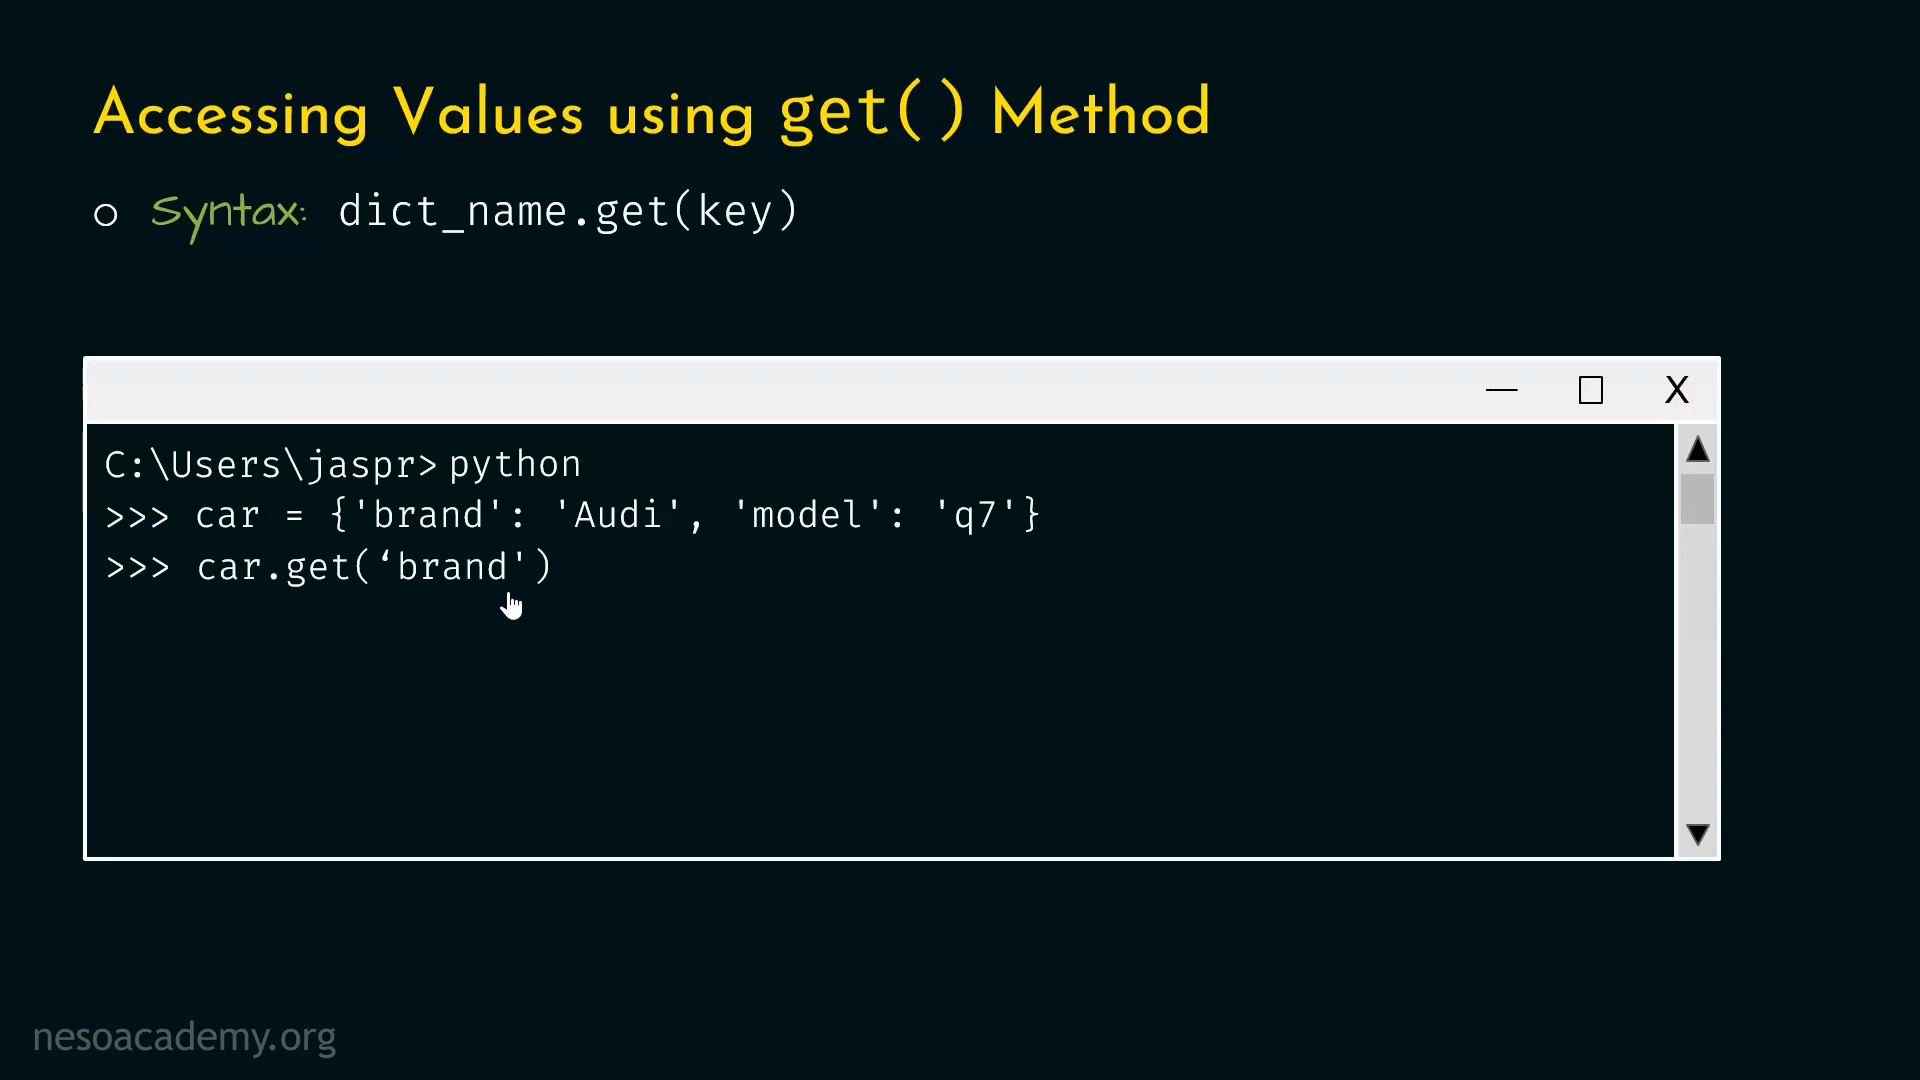 Accessing Values using get() Method
○ Syntax: dict_name.get(key)
— □ X
C:\Users\jaspr> python
>>> car = {'brand': 'Audi', 'model': 'q7'}
>>> car.get(‘brand')
nesoacademy.org